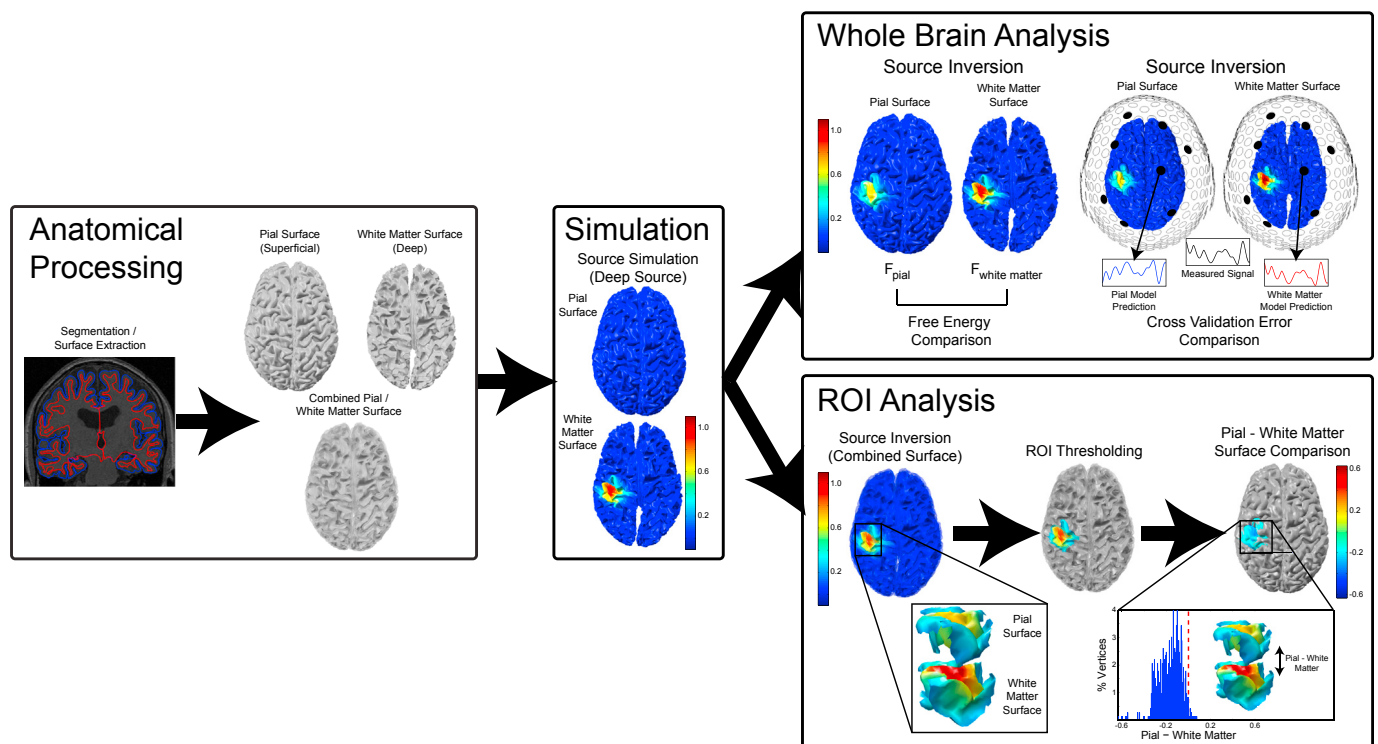 Anatomical
Processing
Segmentation /
Surface Extraction
Pial Surface
(Superficial)
White Matter Surface
(Deep)
Combined Pial /
White Matter Surface
Simulation
Source Simulation
(Deep Source)
Pial
Surface
White
Matter
Surface
1.0
0.6
0.2
Whole Brain Analysis
Source Inversion
Pial Surface
White Matter
Surface
1.0
0.6
0.2
Fpial
Fwhite matter
Free Energy
Comparison
Source Inversion
Pial Surface
White Matter Surface
Measured Signal
Pial Model
Prediction
White Matter
Model Prediction
Cross Validation Error
Comparison
ROI Analysis
Source Inversion
(Combined Surface)
1.0
0.6
0.2
Pial
Surface
White
Matter
Surface
ROI Thresholding
Pial - White Matter
Surface Comparison
0.6
0.4
0
-0.2
-0.6
% Vertices
4
3
2
1
-0.6
-0.2
0.2
0.6
Pial − White Matter
Pial - White
Matter